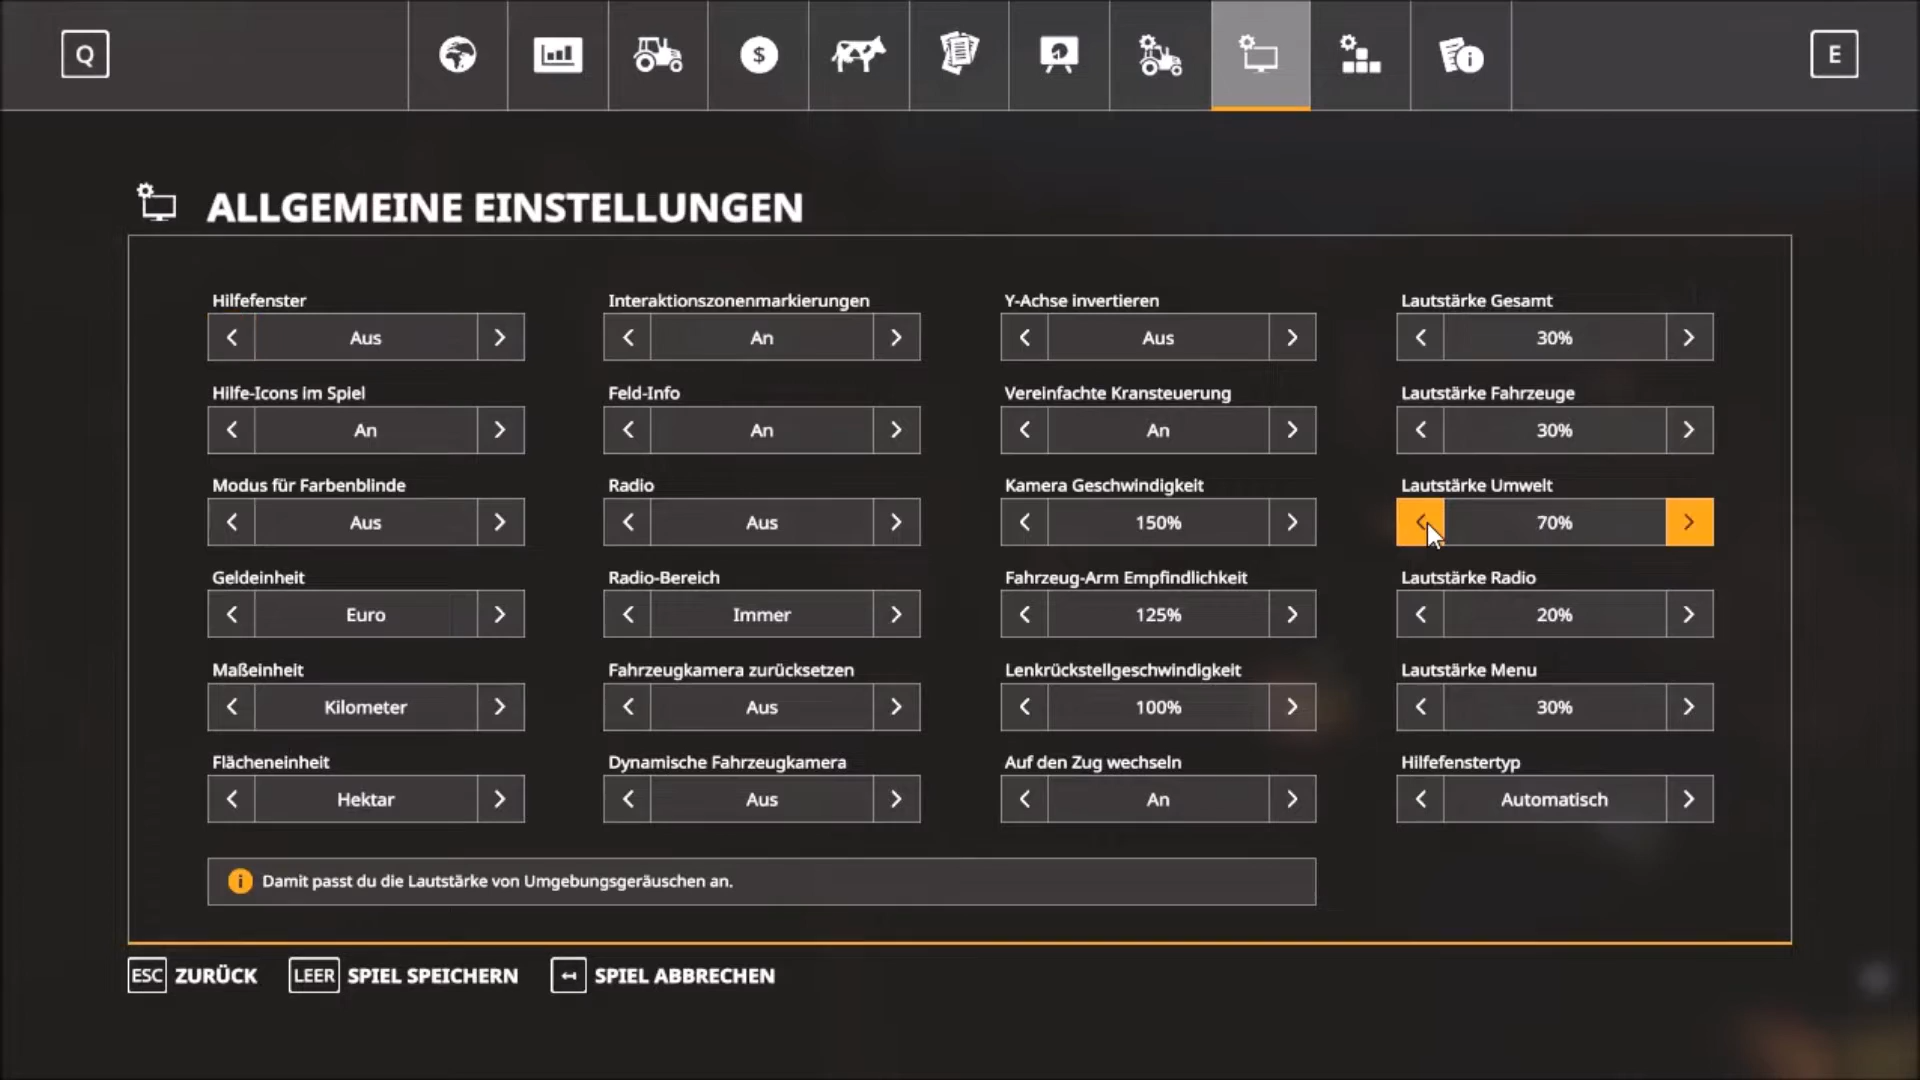 Q
E
ALLGEMEINE EINSTELLUNGEN
Hilfefenster
Aus
Hilfe-Icons im Spiel
An
Modus für Farbenblinde
Aus
Geldeinheit
Euro
Maßeinheit
Kilometer
Flächeneinheit
Hektar
Interaktionszonenmarkierungen
An
Feld-Info
An
Radio
Aus
Radio-Bereich
Immer
Fahrzeugkamera zurücksetzen
Aus
Dynamische Fahrzeugkamera
Aus
Y-Achse invertieren
Aus
Vereinfachte Kransteuerung
An
Kamera Geschwindigkeit
150%
Fahrzeug-Arm Empfindlichkeit
125%
Lenkrückstellgeschwindigkeit
100%
Auf den Zug wechseln
An
Lautstärke Gesamt
30%
Lautstärke Fahrzeuge
30%
Lautstärke Umwelt
70%
Lautstärke Radio
20%
Lautstärke Menu
30%
Hilfefenstertyp
Automatisch
Damit passt du die Lautstärke von Umgebungsgeräuschen an.
ESC ZURÜCK LEER SPIEL SPEICHERN SPIEL ABBRECHEN